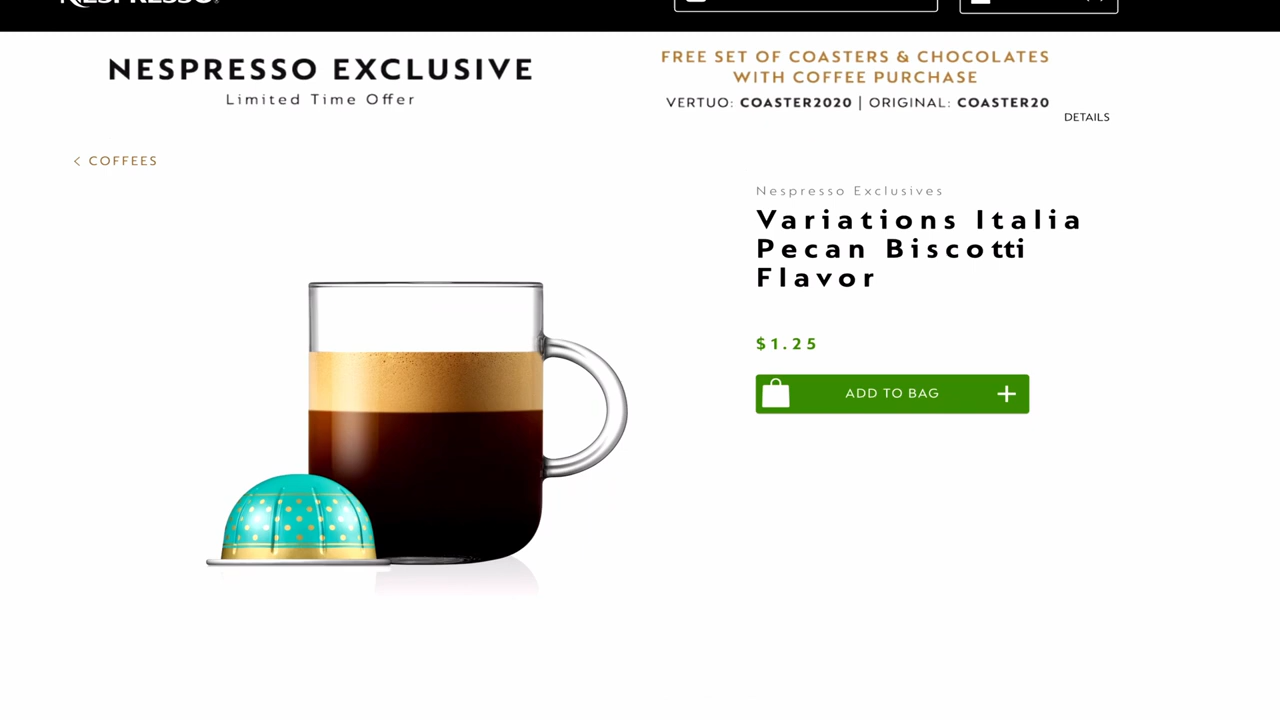 NESPRESSO
NESPRESSO EXCLUSIVE
Limited Time Offer
FREE SET OF COASTERS & CHOCOLATES
WITH COFFEE PURCHASE
VERTUO: COASTER2020 | ORIGINAL: COASTER20
DETAILS
< COFFEES
Nespresso Exclusives
Variations Italia
Pecan Biscotti
Flavor
$1.25
ADD TO BAG +